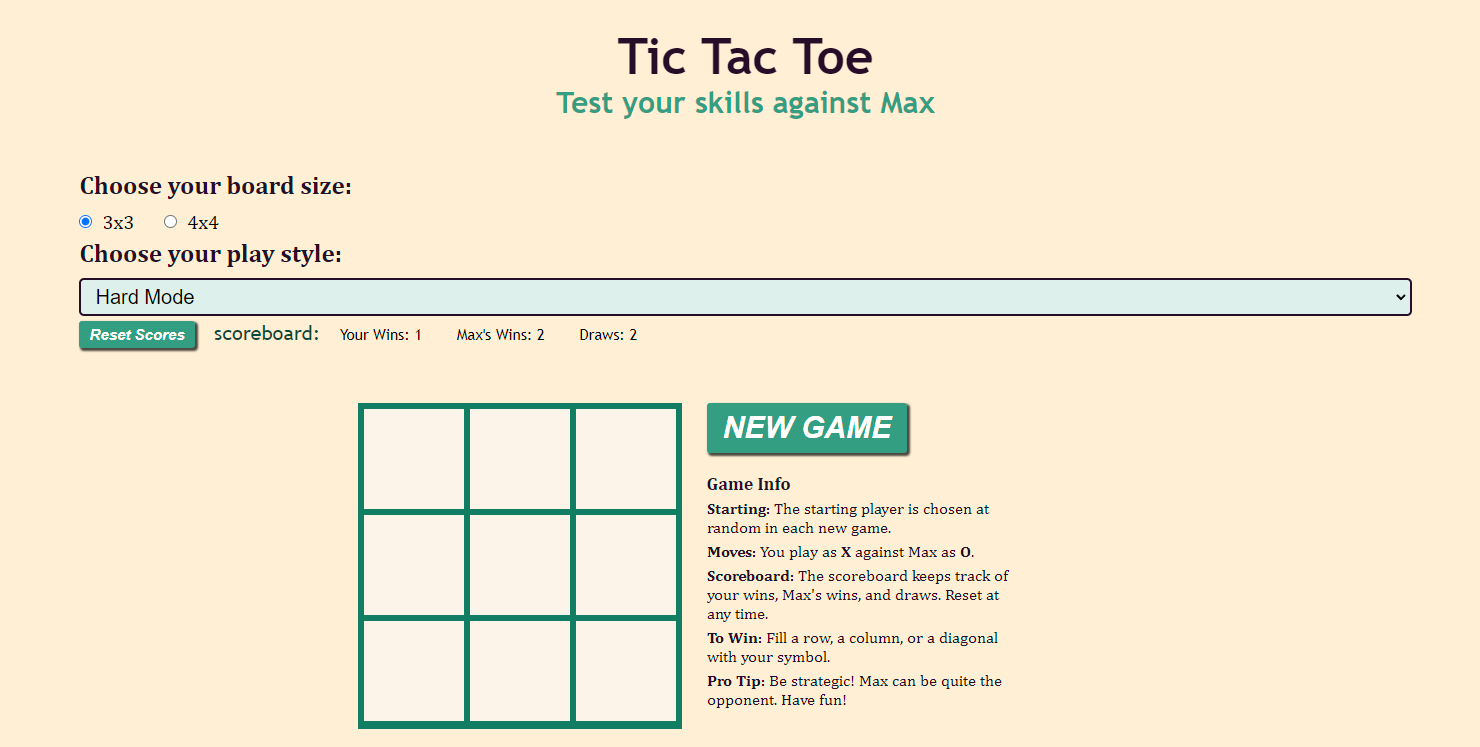 Tic Tac Toe
Test your skills against Max
Choose your board size:
3x3 4x4
Choose your play style:
Hard Mode
Reset Scores scoreboard: Your Wins: 1 Max's Wins: 2 Draws: 2
NEW GAME
Game Info
Starting: The starting player is chosen at
random in each new game.
Moves: You play as X against Max as O.
Scoreboard: The scoreboard keeps track of
your wins, Max's wins, and draws. Reset at
any time.
To Win: Fill a row, a column, or a diagonal
with your symbol.
Pro Tip: Be strategic! Max can be quite the
opponent. Have fun!